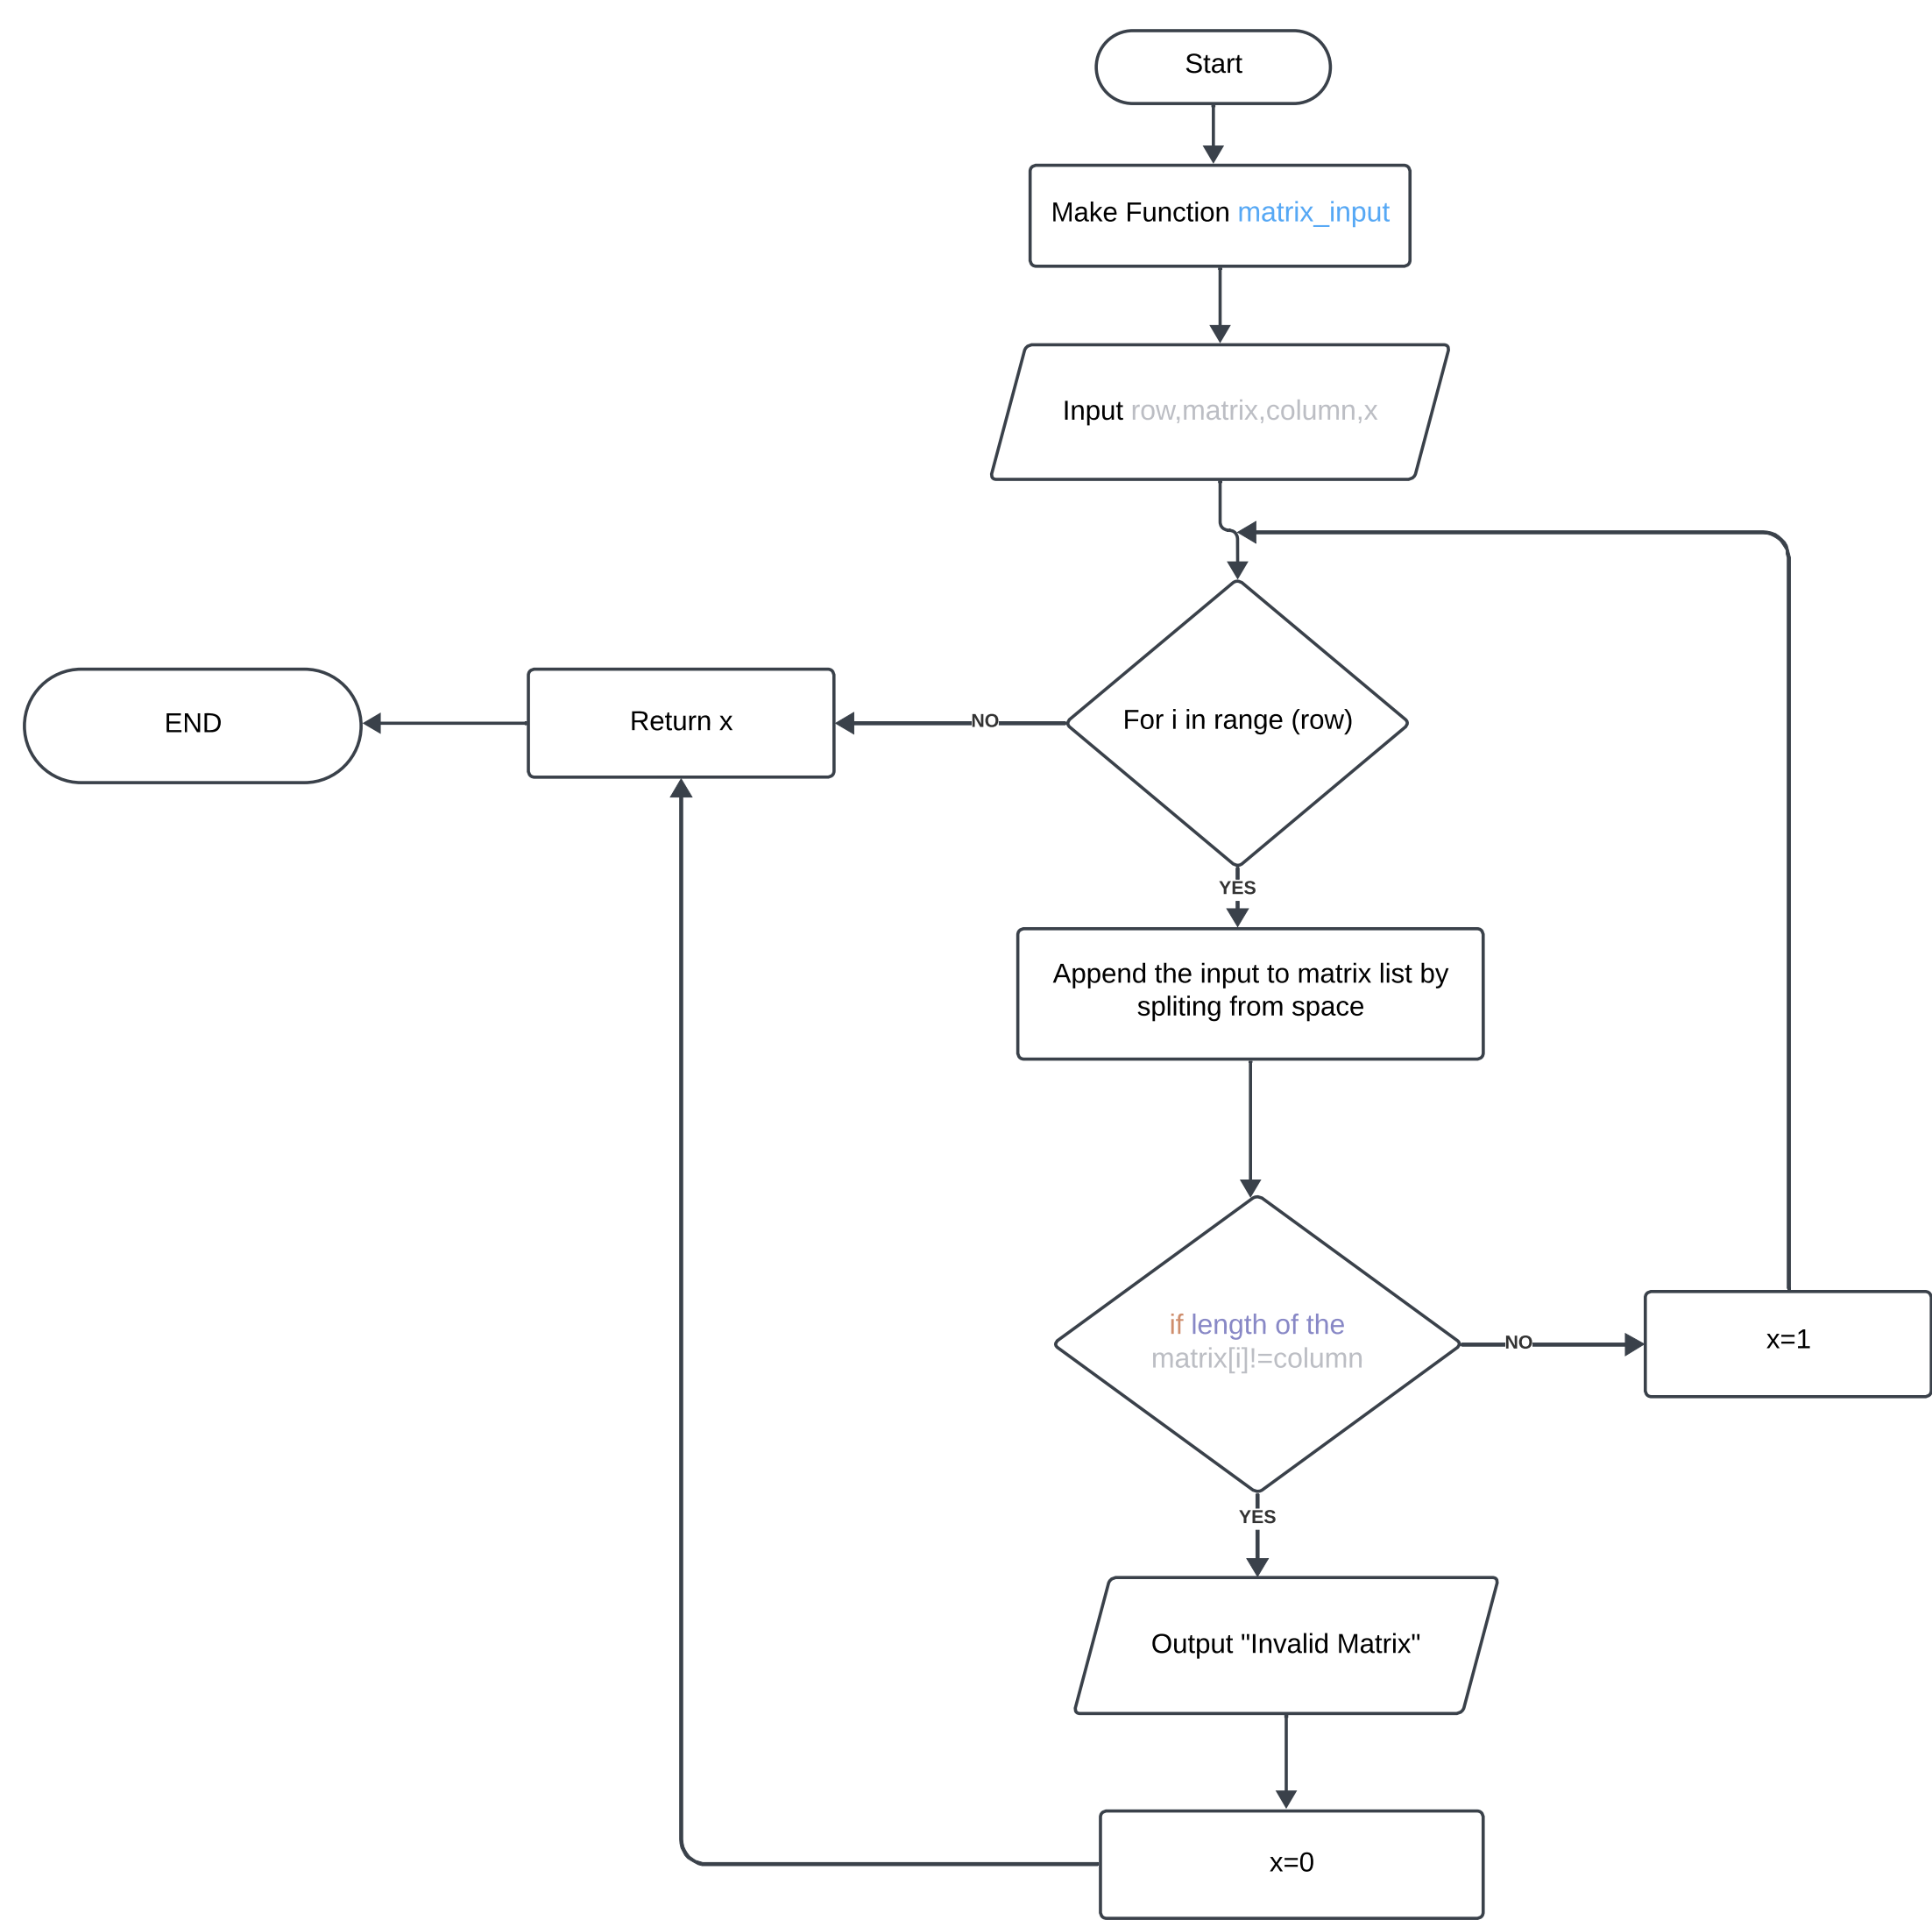 Start
Make Function matrix_input
Input row,matrix,column,x
For i in range (row)
NO
Return x
END
YES
Append the input to matrix list by
spliting from space
if length of the
matrix[i]!=column
NO
x=1
YES
Output "Invalid Matrix"
x=0